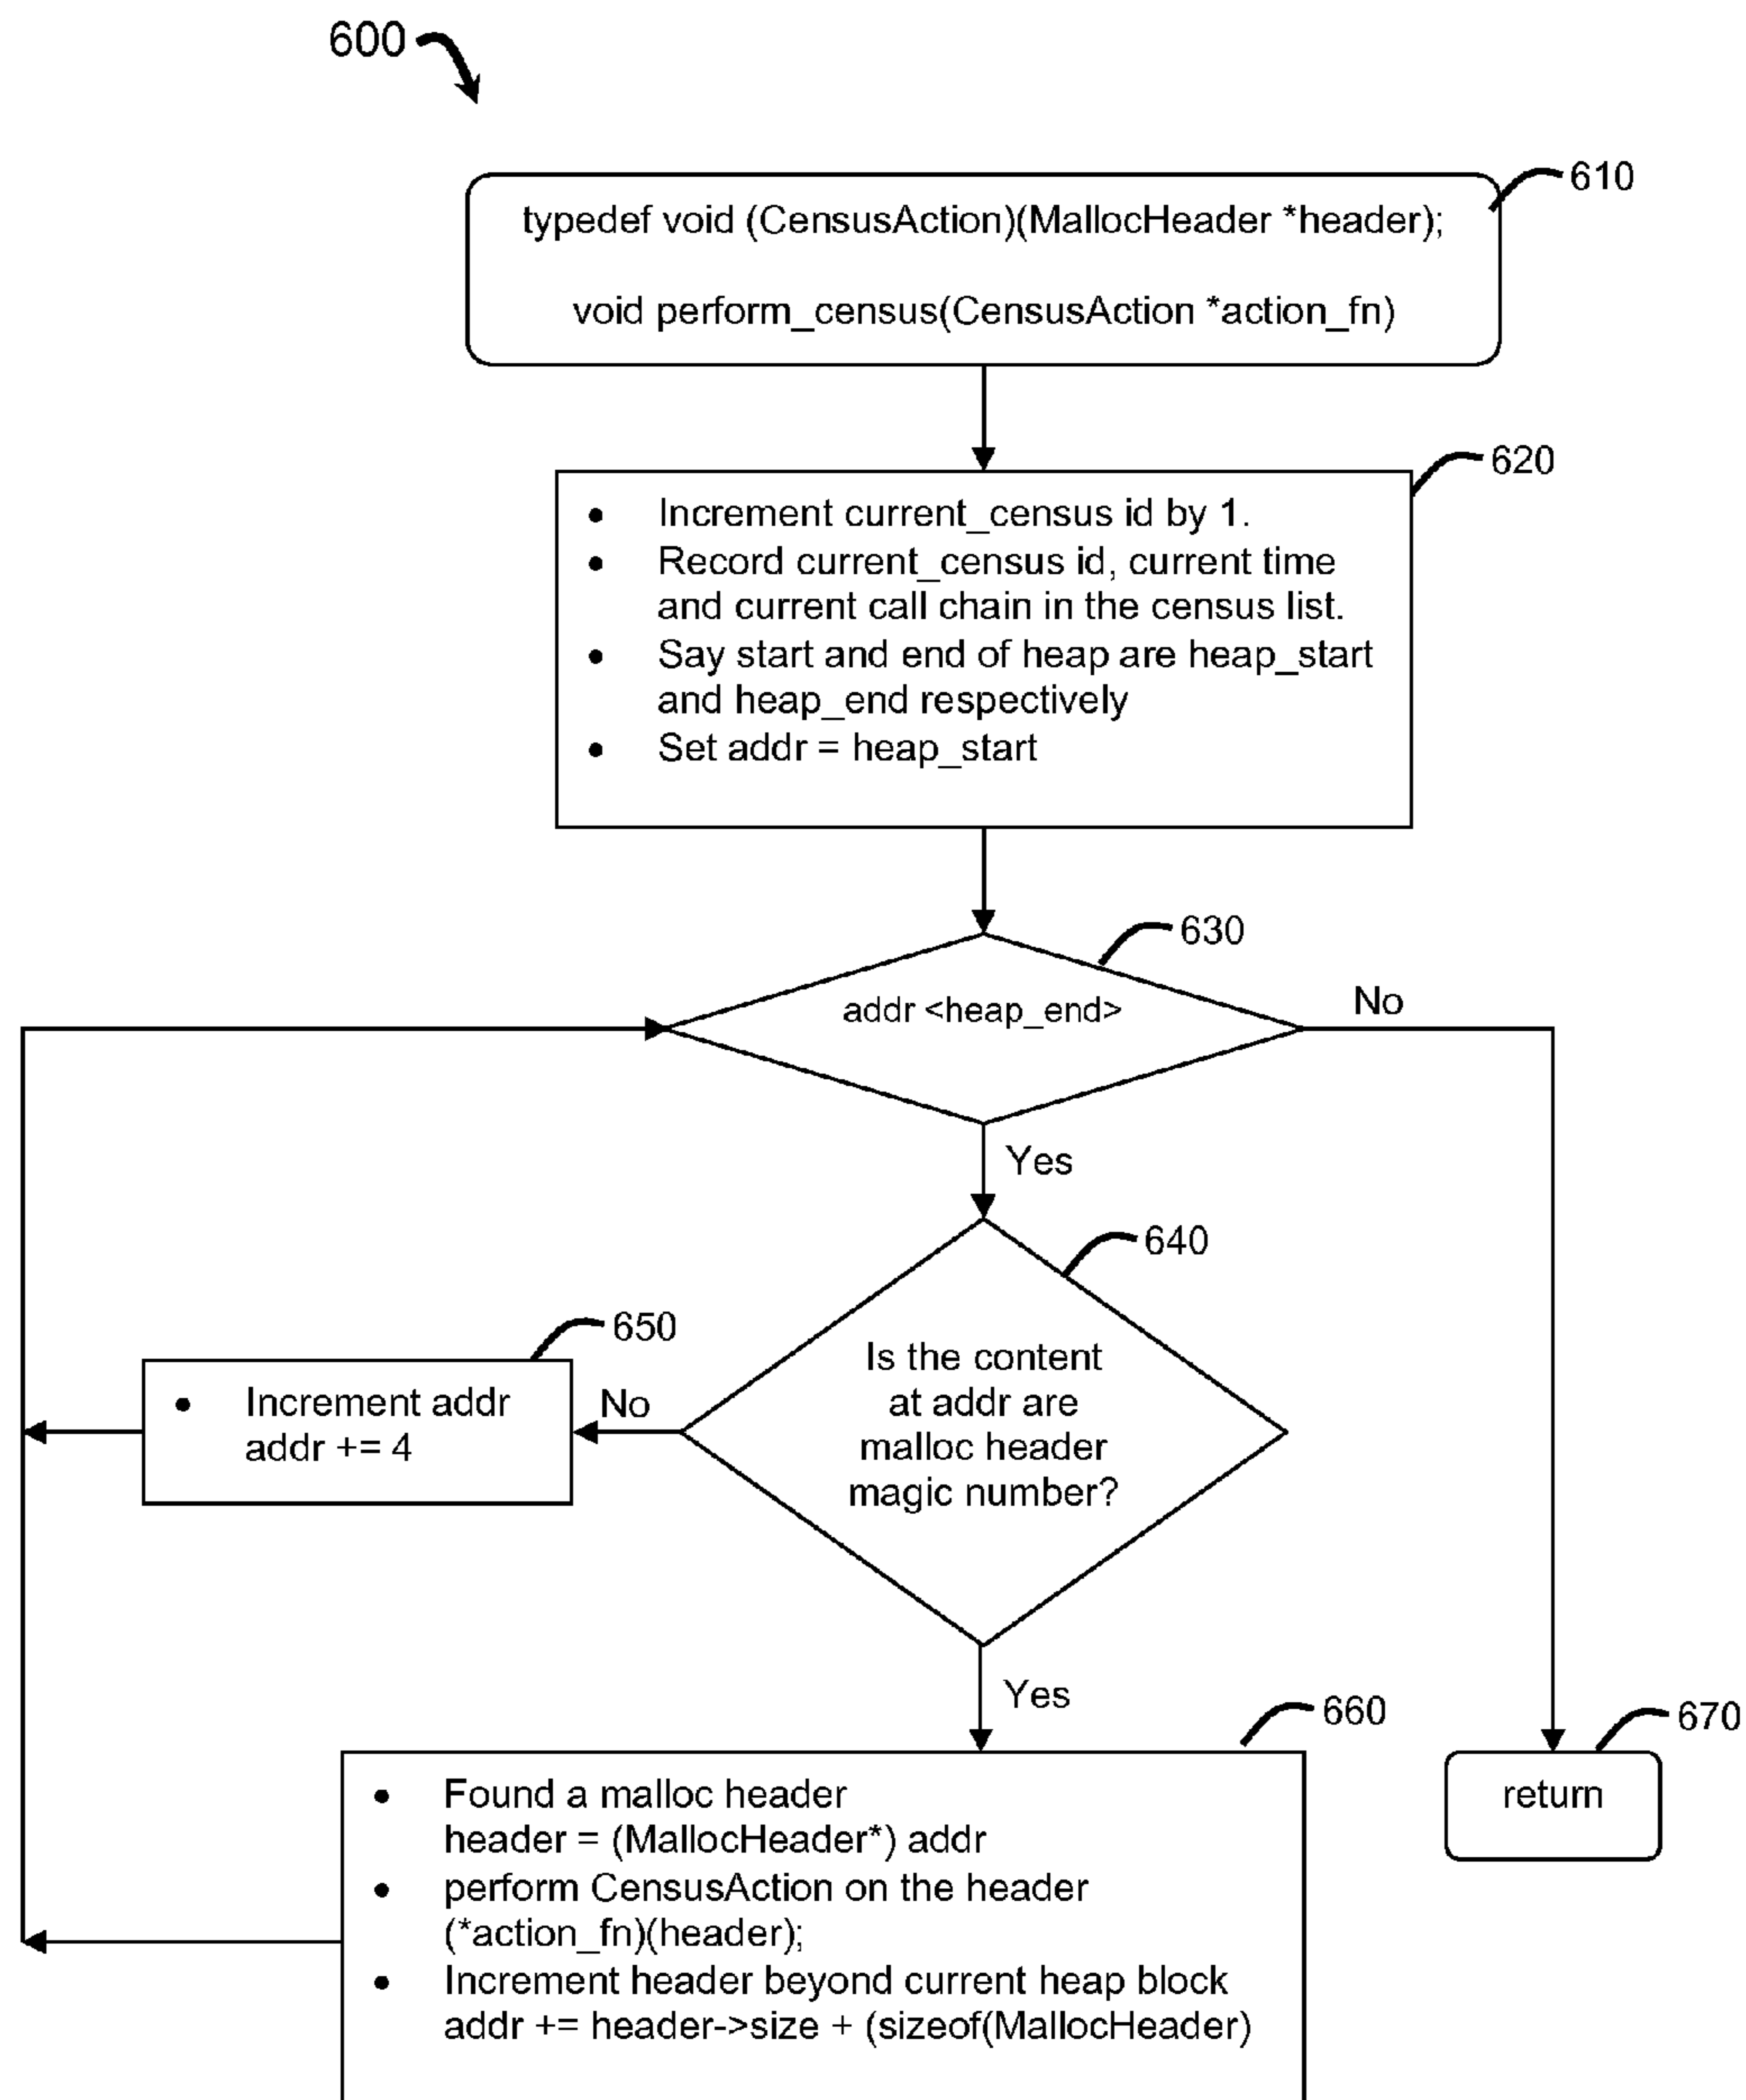 600
610
typedef void (CensusAction)(MallocHeader *header);
void perform_census(CensusAction *action_fn)
620
• Increment current_census id by 1.
• Record current_census id, current time
and current call chain in the census list.
• Say start and end of heap are heap_start
and heap_end respectively
• Set addr = heap_start
630
addr <heap_end>
No
Yes
640
Is the content
at addr are
malloc header
magic number?
650
• Increment addr
addr += 4
No
Yes
660
• Found a malloc header
header = (MallocHeader*) addr
• perform CensusAction on the header
(*action_fn)(header);
• Increment header beyond current heap block
addr += header->size + (sizeof(MallocHeader)
670
return